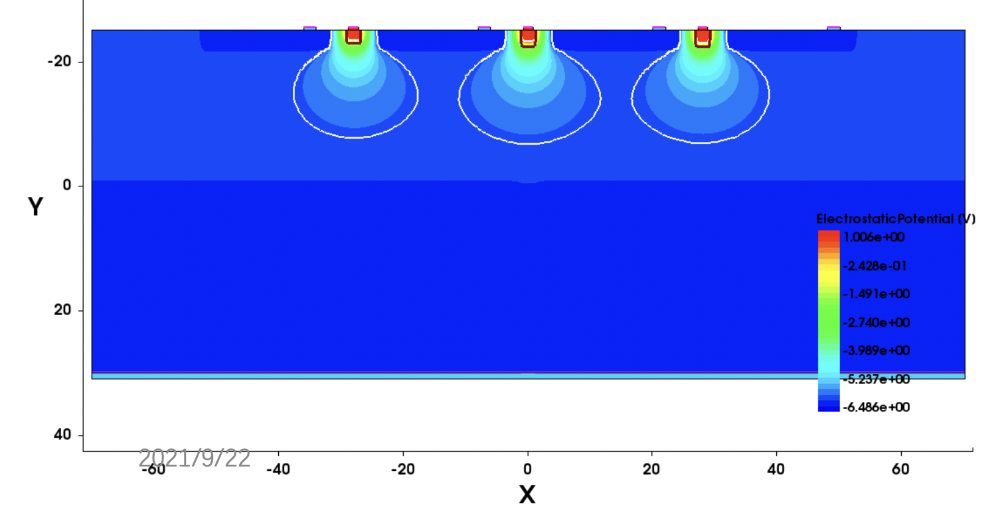 -20
0
Y
ElectrostaticPotential (V)
1.006e+00
-2.428e-01
-1.491e+00
20
-2.740e+00
-3.989e+00
-5.237e+00
-6.486e+00
40
2021/9/22
-60 -40 -20 0 20 40 60
X